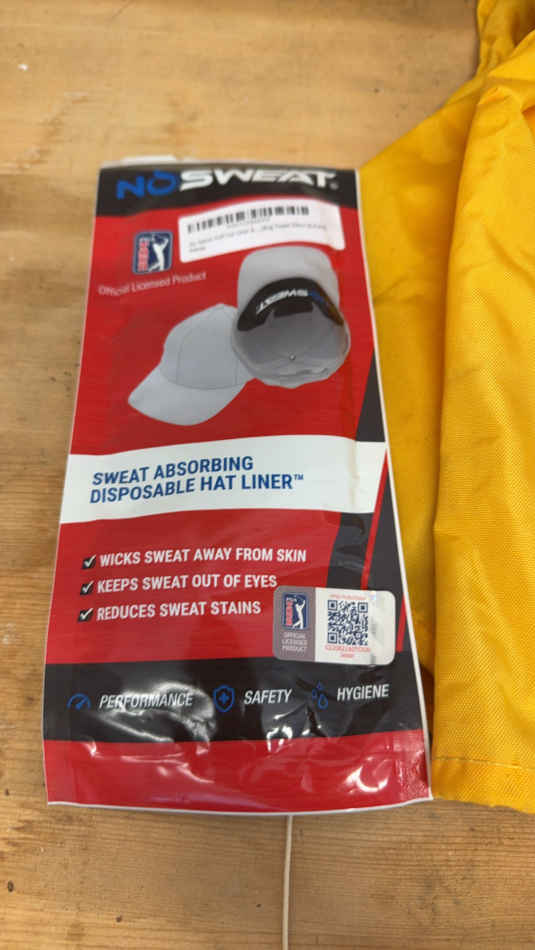 NOSWEAT®
Official Licensed Product
NOSWEAT
SWEAT ABSORBING
DISPOSABLE HAT LINER™
WICKS SWEAT AWAY FROM SKIN
KEEPS SWEAT OUT OF EYES
REDUCES SWEAT STAINS
OFFICIAL
LICENSED
PRODUCT
PERFORMANCE
SAFETY
HYGIENE